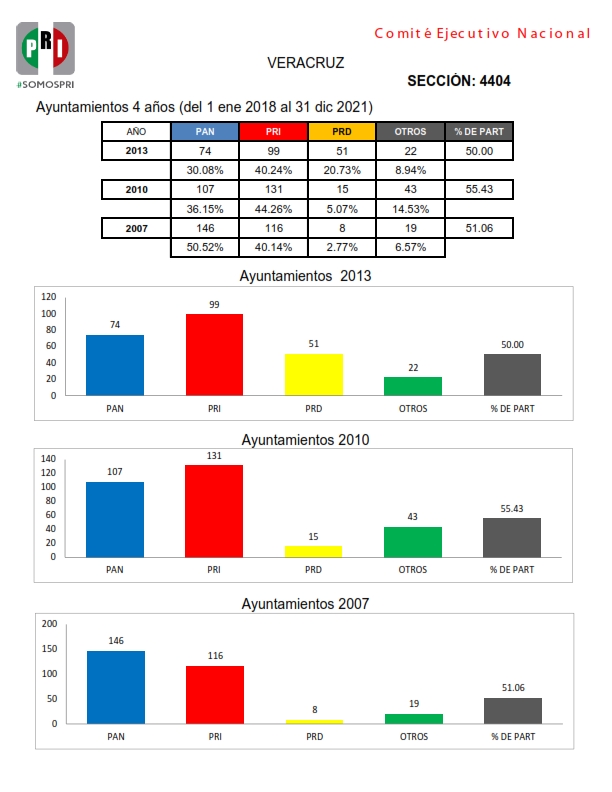 Comité Ejecutivo Nacional
PRI
#SOMOSPRI
VERACRUZ
SECCIÓN: 4404
Ayuntamientos 4 años (del 1 ene 2018 al 31 dic 2021)
AÑO PAN PRI PRD OTROS % DE PART
2013 74 99 51 22 50.00
30.08% 40.24% 20.73% 8.94%
2010 107 131 15 43 55.43
36.15% 44.26% 5.07% 14.53%
2007 146 116 8 19 51.06
50.52% 40.14% 2.77% 6.57%
Ayuntamientos 2013
120
100
80
60
40
20
0
74 99 51 22 50.00
PAN PRI PRD OTROS % DE PART
Ayuntamientos 2010
140
120
100
80
60
40
20
0
107 131 15 43 55.43
PAN PRI PRD OTROS % DE PART
Ayuntamientos 2007
200
150
100
50
0
146 116 8 19 51.06
PAN PRI PRD OTROS % DE PART